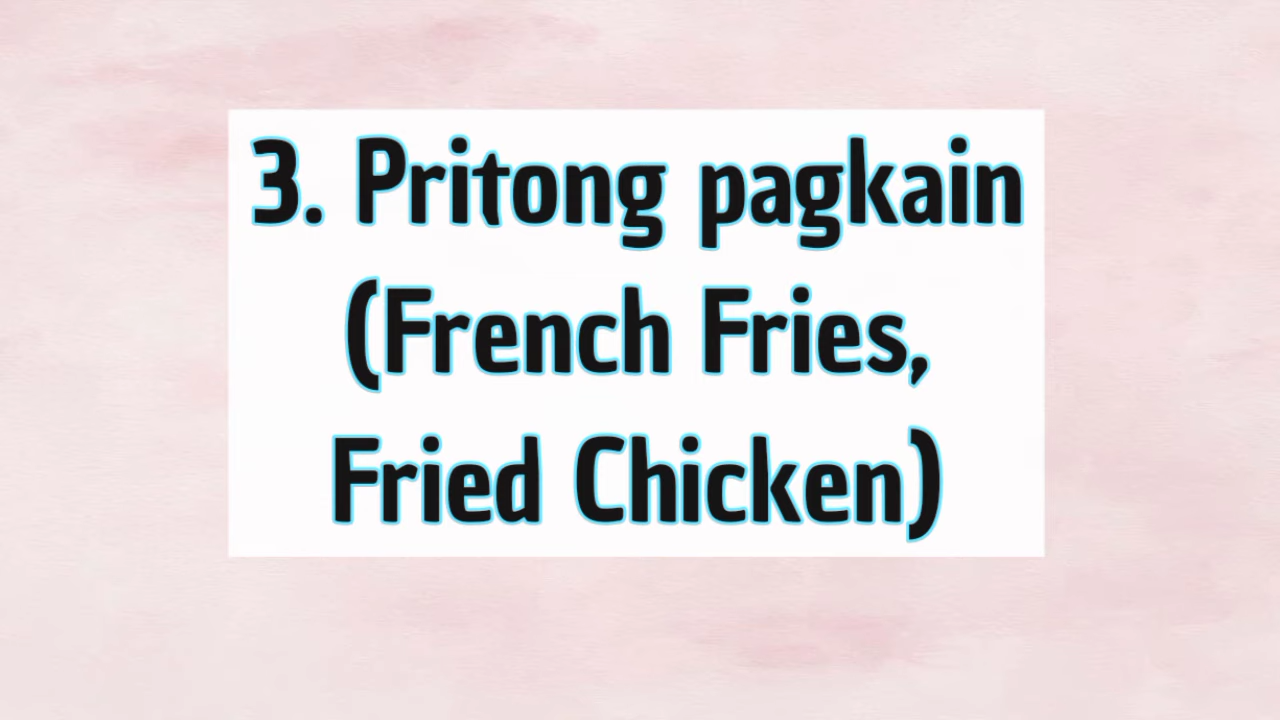 3. Pritong pagkain
(French Fries,
Fried Chicken)